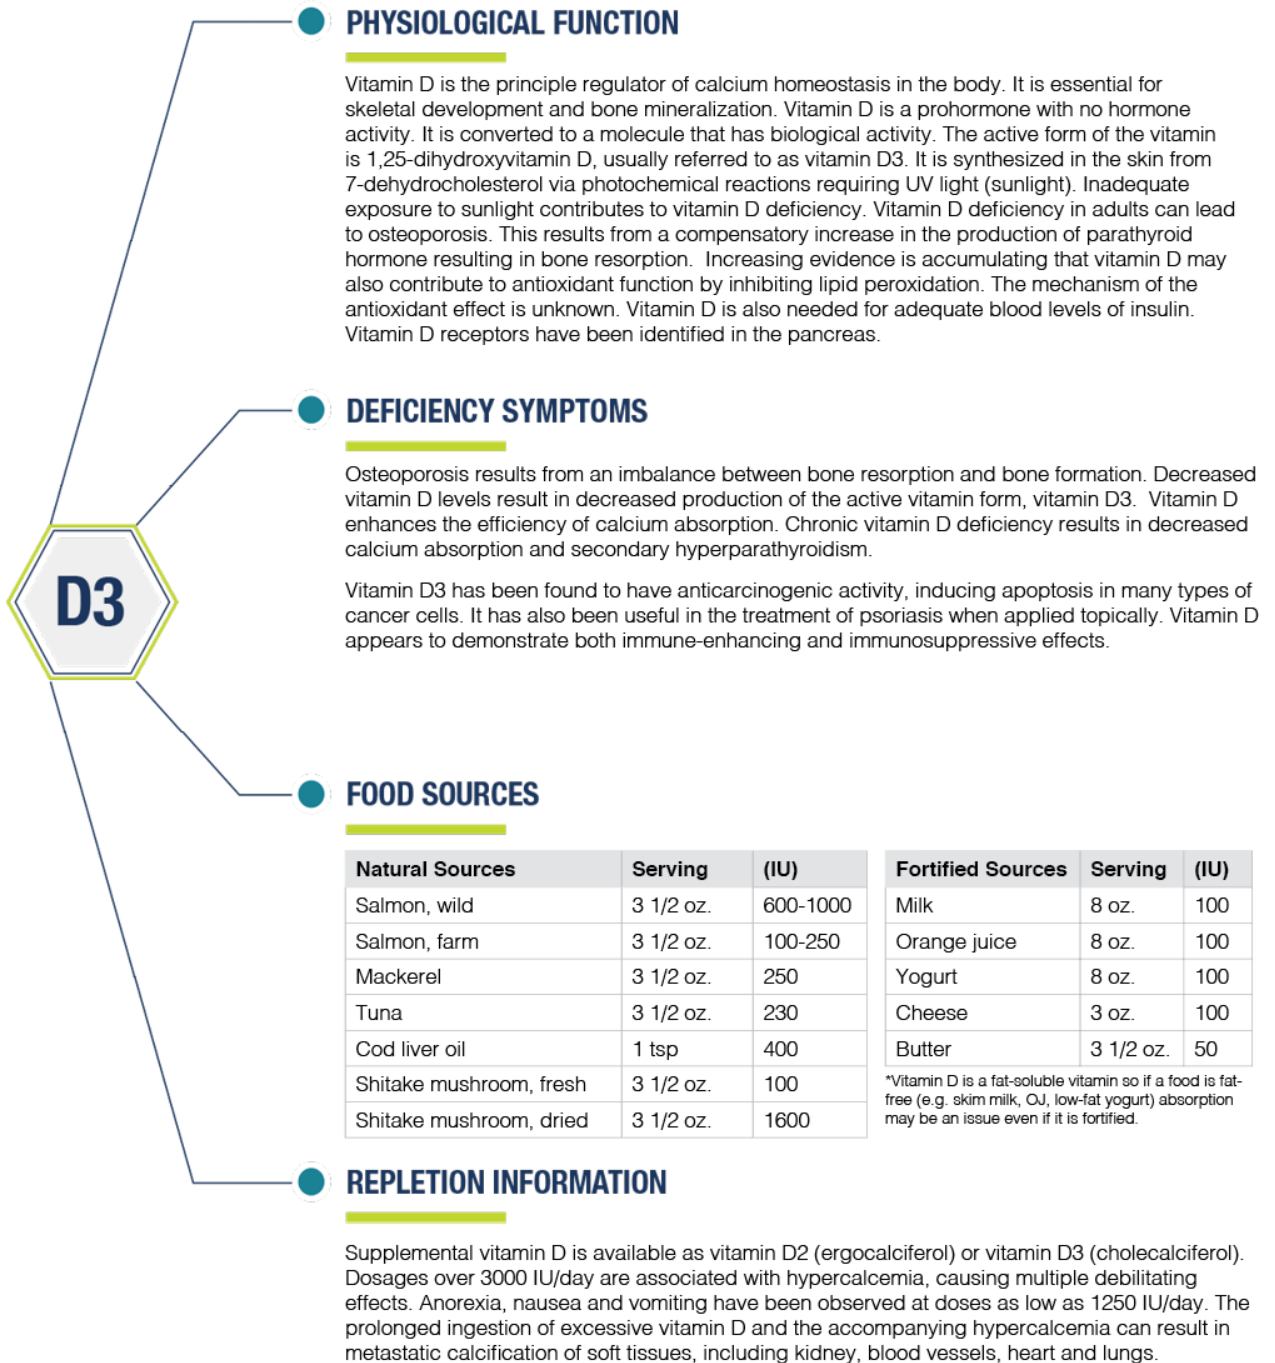 PHYSIOLOGICAL FUNCTION
Vitamin D is the principle regulator of calcium homeostasis in the body. It is essential for
skeletal development and bone mineralization. Vitamin D is a prohormone with no hormone
activity. It is converted to a molecule that has biological activity. The active form of the vitamin
is 1,25-dihydroxyvitamin D, usually referred to as vitamin D3. It is synthesized in the skin from
7-dehydrocholesterol via photochemical reactions requiring UV light (sunlight). Inadequate
exposure to sunlight contributes to vitamin D deficiency. Vitamin D deficiency in adults can lead
to osteoporosis. This results from a compensatory increase in the production of parathyroid
hormone resulting in bone resorption.  Increasing evidence is accumulating that vitamin D may
also contribute to antioxidant function by inhibiting lipid peroxidation. The mechanism of the
antioxidant effect is unknown. Vitamin D is also needed for adequate blood levels of insulin.
Vitamin D receptors have been identified in the pancreas.
DEFICIENCY SYMPTOMS
Osteoporosis results from an imbalance between bone resorption and bone formation. Decreased
vitamin D levels result in decreased production of the active vitamin form, vitamin D3.  Vitamin D
enhances the efficiency of calcium absorption. Chronic vitamin D deficiency results in decreased
calcium absorption and secondary hyperparathyroidism.
Vitamin D3 has been found to have anticarcinogenic activity, inducing apoptosis in many types of
cancer cells. It has also been useful in the treatment of psoriasis when applied topically. Vitamin D
appears to demonstrate both immune-enhancing and immunosuppressive effects.
D3
FOOD SOURCES
Natural Sources Serving (IU)
Salmon, wild 3 1/2 oz. 600-1000
Salmon, farm 3 1/2 oz. 100-250
Mackerel 3 1/2 oz. 250
Tuna 3 1/2 oz. 230
Cod liver oil 1 tsp 400
Shitake mushroom, fresh 3 1/2 oz. 100
Shitake mushroom, dried 3 1/2 oz. 1600
Fortified Sources Serving (IU)
Milk 8 oz. 100
Orange juice 8 oz. 100
Yogurt 8 oz. 100
Cheese 3 oz. 100
Butter 3 1/2 oz. 50
*Vitamin D is a fat-soluble vitamin so if a food is fat-
free (e.g. skim milk, OJ, low-fat yogurt) absorption
may be an issue even if it is fortified.
REPLETION INFORMATION
Supplemental vitamin D is available as vitamin D2 (ergocalciferol) or vitamin D3 (cholecalciferol).
Dosages over 3000 IU/day are associated with hypercalcemia, causing multiple debilitating
effects. Anorexia, nausea and vomiting have been observed at doses as low as 1250 IU/day. The
prolonged ingestion of excessive vitamin D and the accompanying hypercalcemia can result in
metastatic calcification of soft tissues, including kidney, blood vessels, heart and lungs.